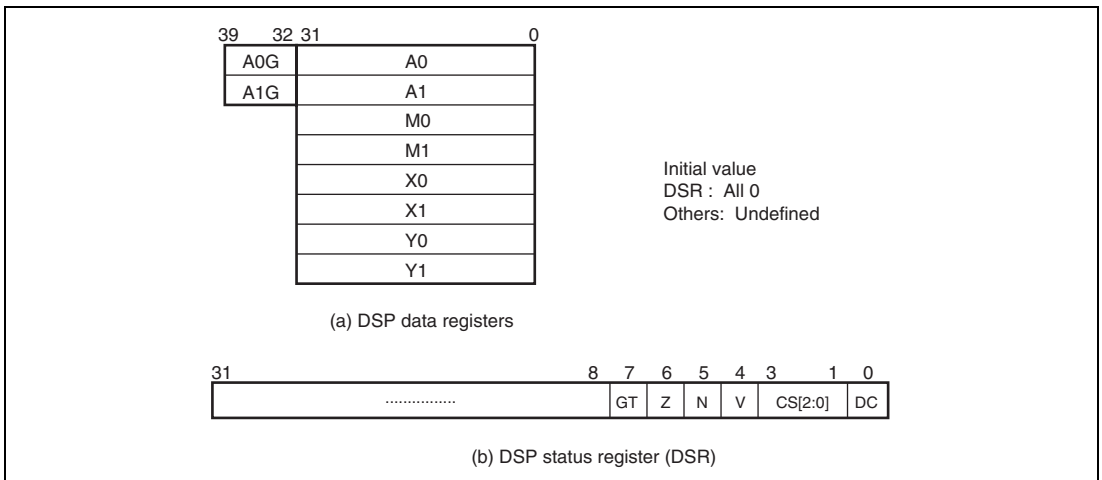 39 32 31 0
A0G A0
A1G A1
M0
M1
X0
X1
Y0
Y1
Initial value
DSR : All 0
Others: Undefined
(a) DSP data registers
31 8 7 6 5 4 3 1 0
................ GT Z N V CS[2:0] DC
(b) DSP status register (DSR)